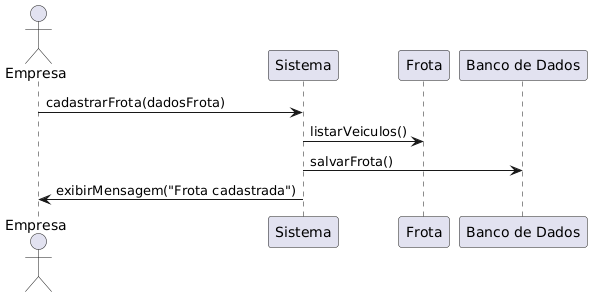 Empresa
Sistema
Frota
Banco de Dados
cadastrarFrota(dadosFrota)
listarVeiculos()
salvarFrota()
exibirMensagem("Frota cadastrada")
Empresa
Sistema
Frota
Banco de Dados